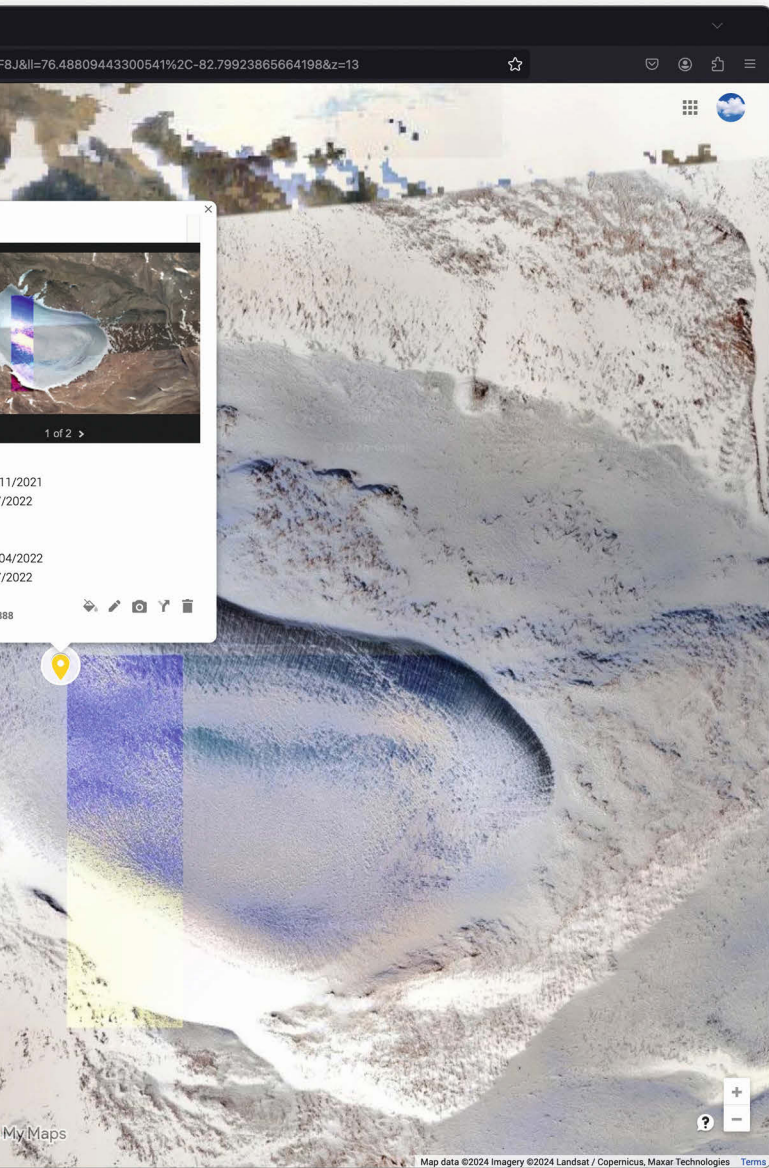 F8J&ll=76.48809443300541%2C-82.79923865664198&z=13
1 of 2
11/2021
/2022
04/2022
/2022
388
My Maps
Map data ©2024 Imagery ©2024 Landsat / Copernicus, Maxar Technologies Terms